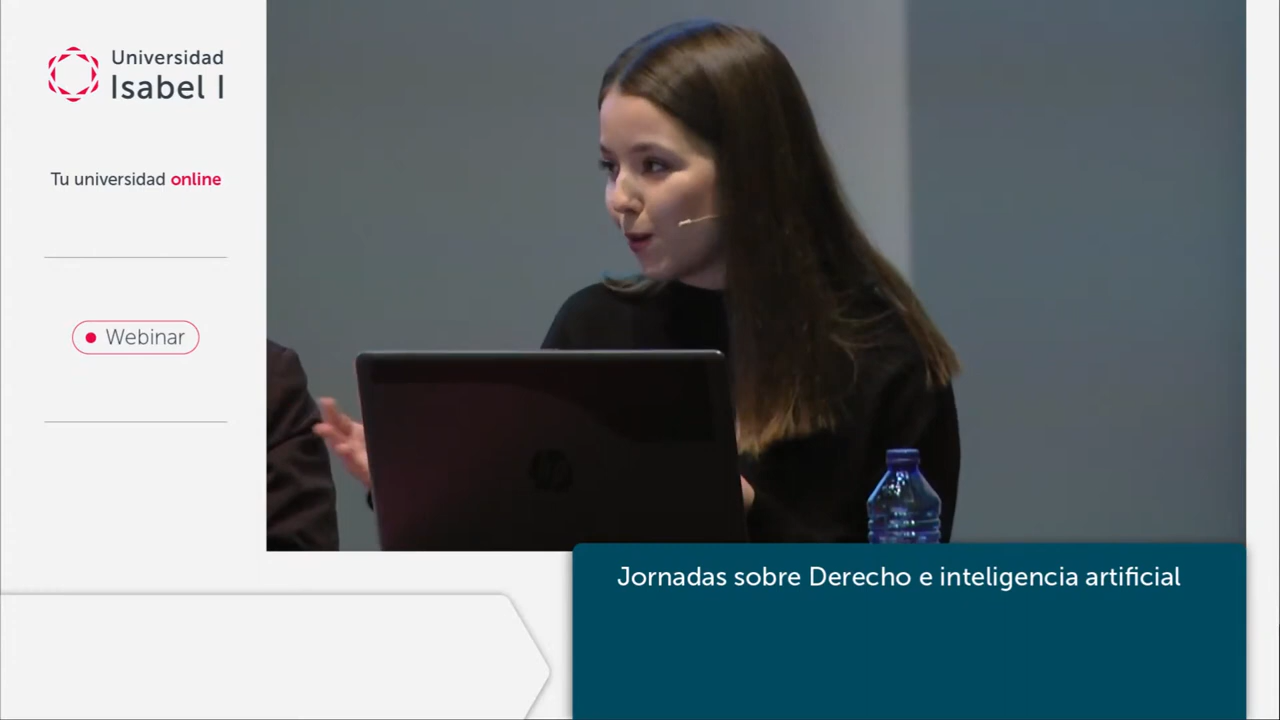 Universidad
Isabel I
Tu universidad online
Webinar
Jornadas sobre Derecho e inteligencia artificial